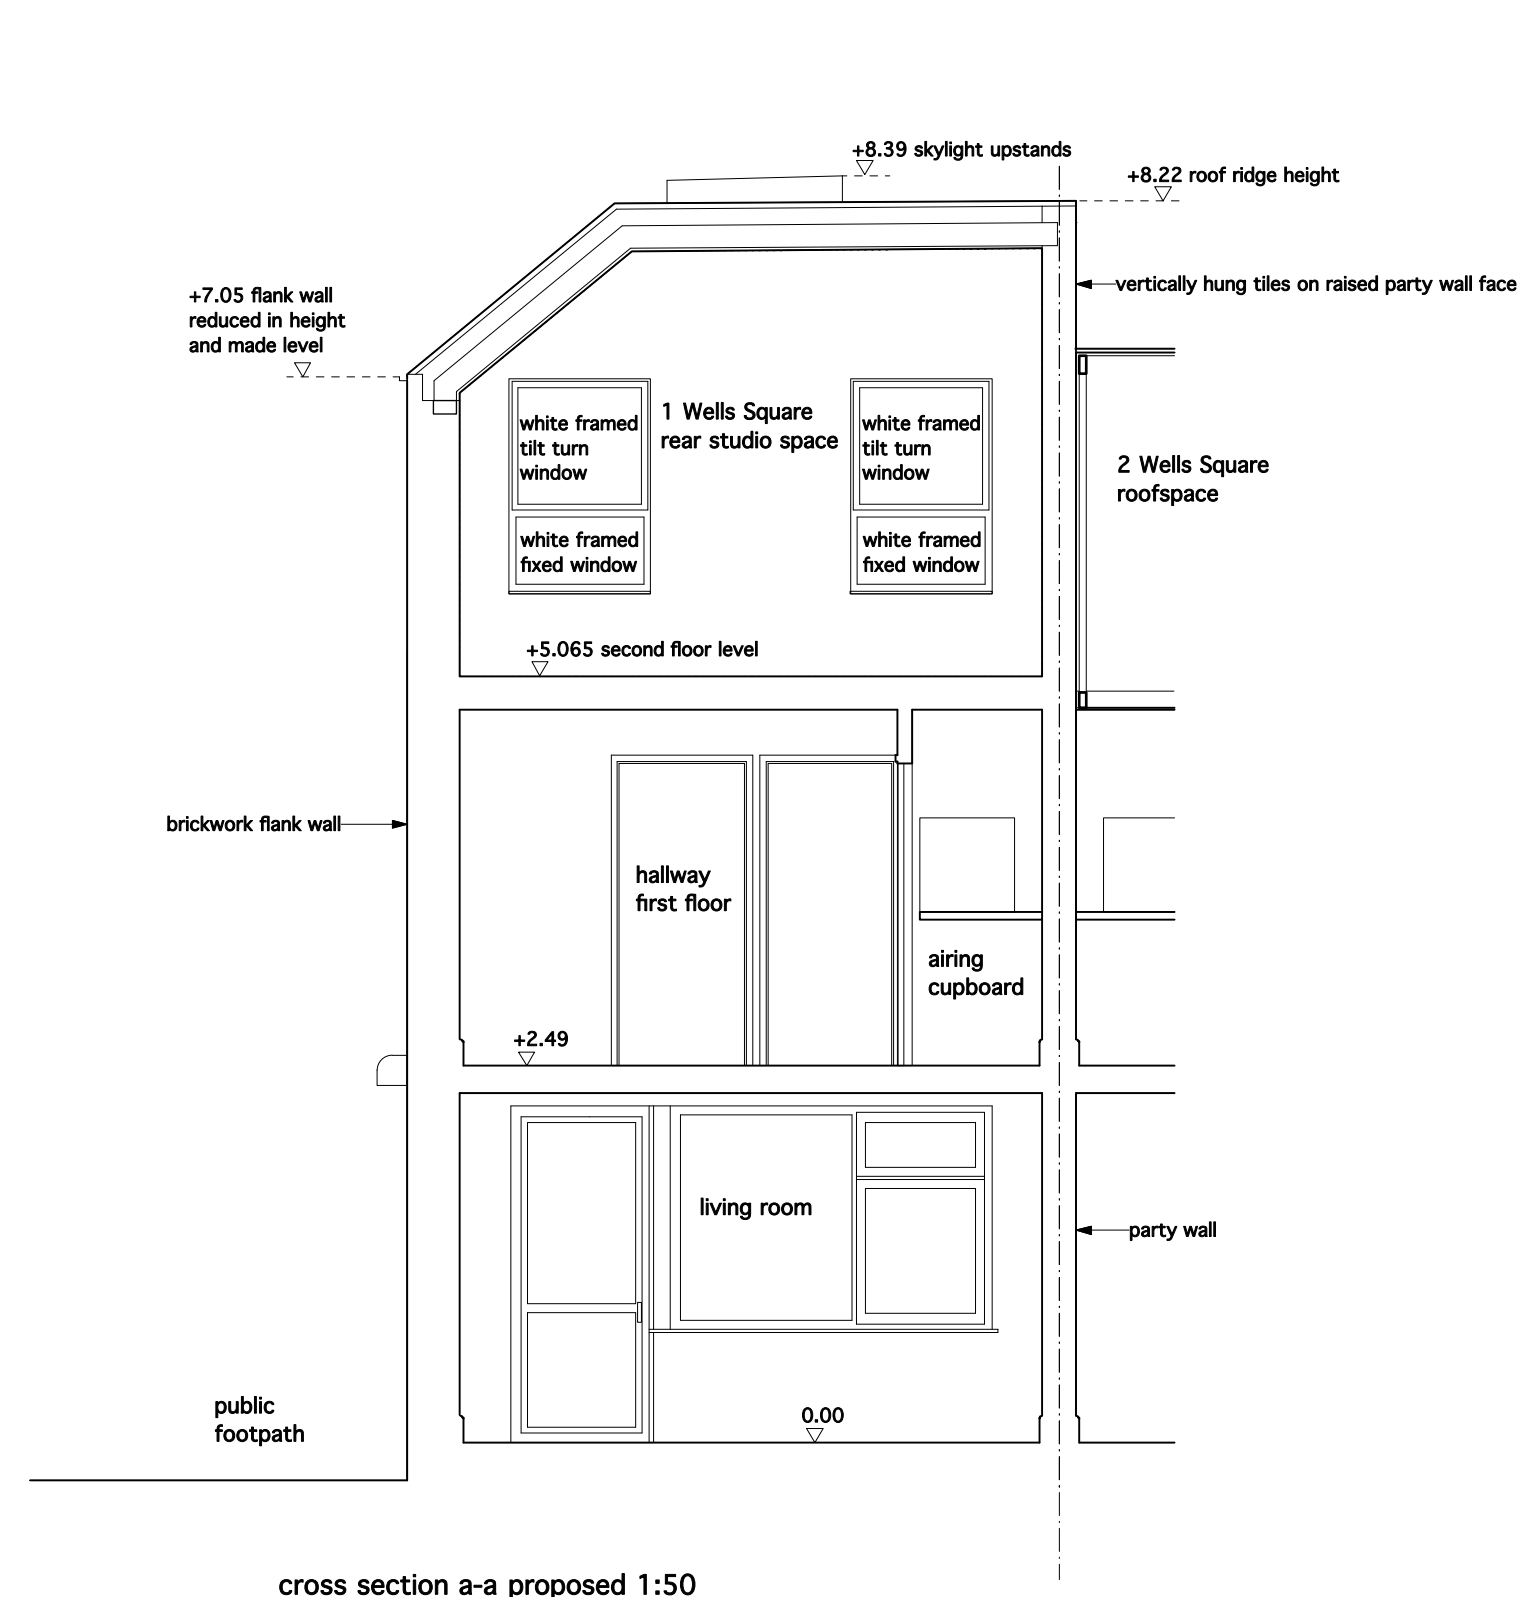 +8.39 skylight upstands
+8.22 roof ridge height
vertically hung tiles on raised party wall face
+7.05 flank wall
reduced in height
and made level
white framed
tilt turn
window
1 Wells Square
rear studio space
white framed
tilt turn
window
2 Wells Square
roofspace
white framed
fixed window
white framed
fixed window
+5.065 second floor level
brickwork flank wall
hallway
first floor
airing
cupboard
+2.49
living room
party wall
public
footpath
0.00
cross section a-a proposed 1:50